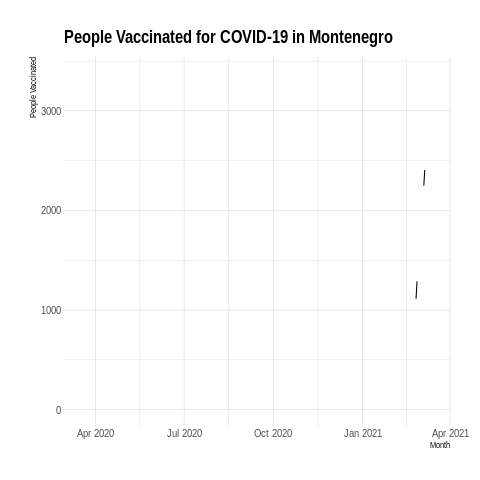 People Vaccinated for COVID-19 in Montenegro
People Vaccinated
3000
2000
1000
0
Apr 2020 Jul 2020 Oct 2020 Jan 2021 Apr 2021
Month